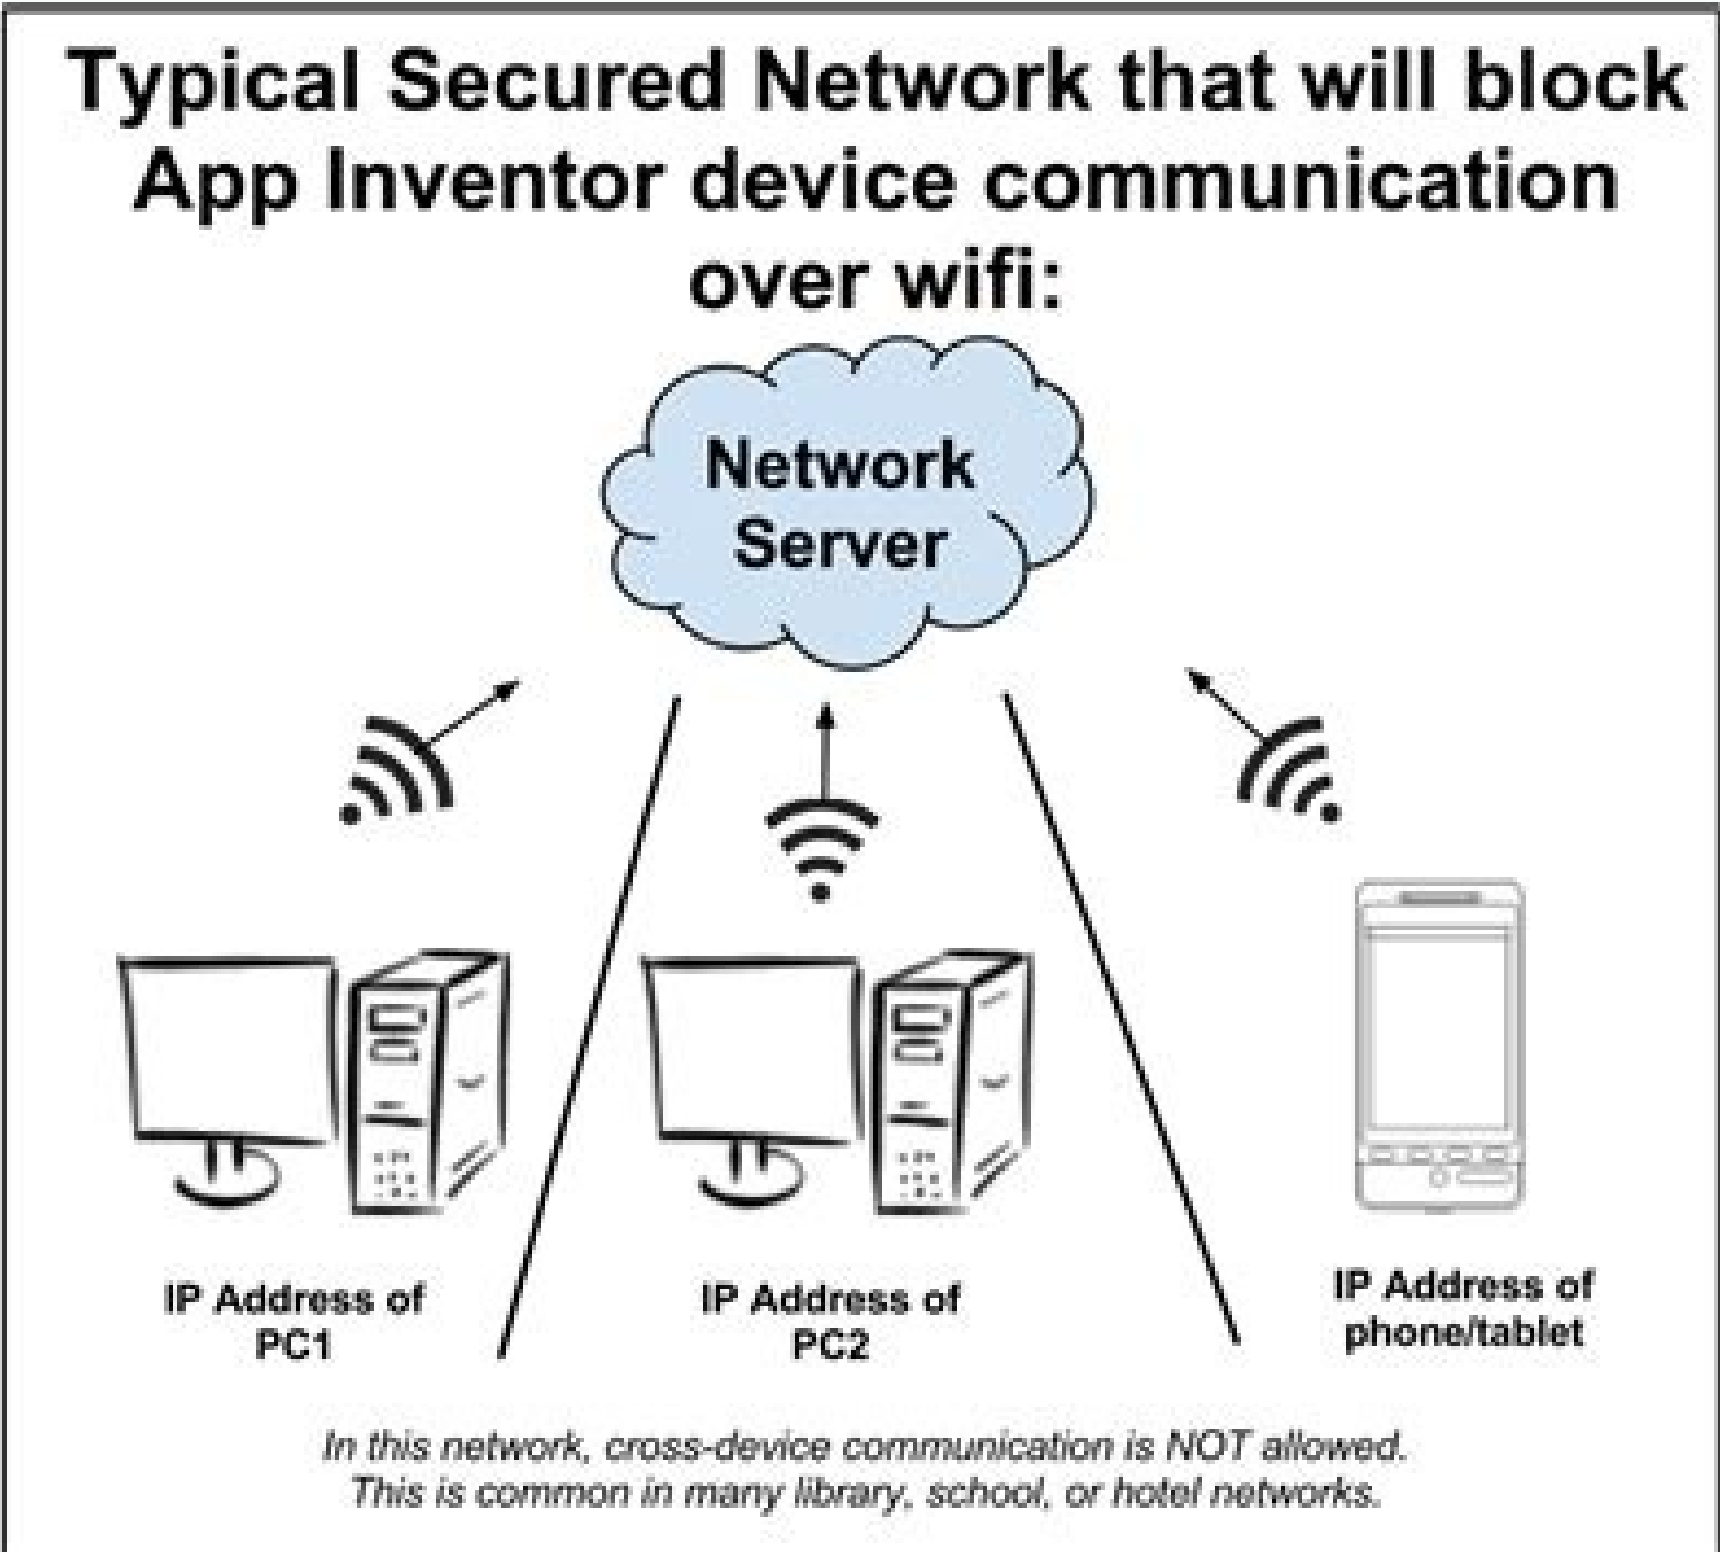 Typical Secured Network that will block
App Inventor device communication
over wifi:
Network
Server
IP Address of
PC1
IP Address of
PC2
IP Address of
phone/tablet
In this network, cross-device communication is NOT allowed.
This is common in many library, school, or hotel networks.